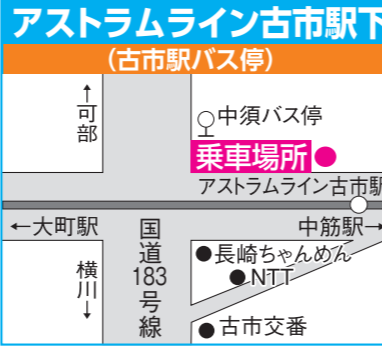 アストラムライン古市駅下
(古市駅バス停)
↑可部
中須バス停
乗車場所
アストラムライン古市駅
←大町駅
中筋駅→
国道183号線
横川↓
長崎ちゃんめん
NTT
古市交番